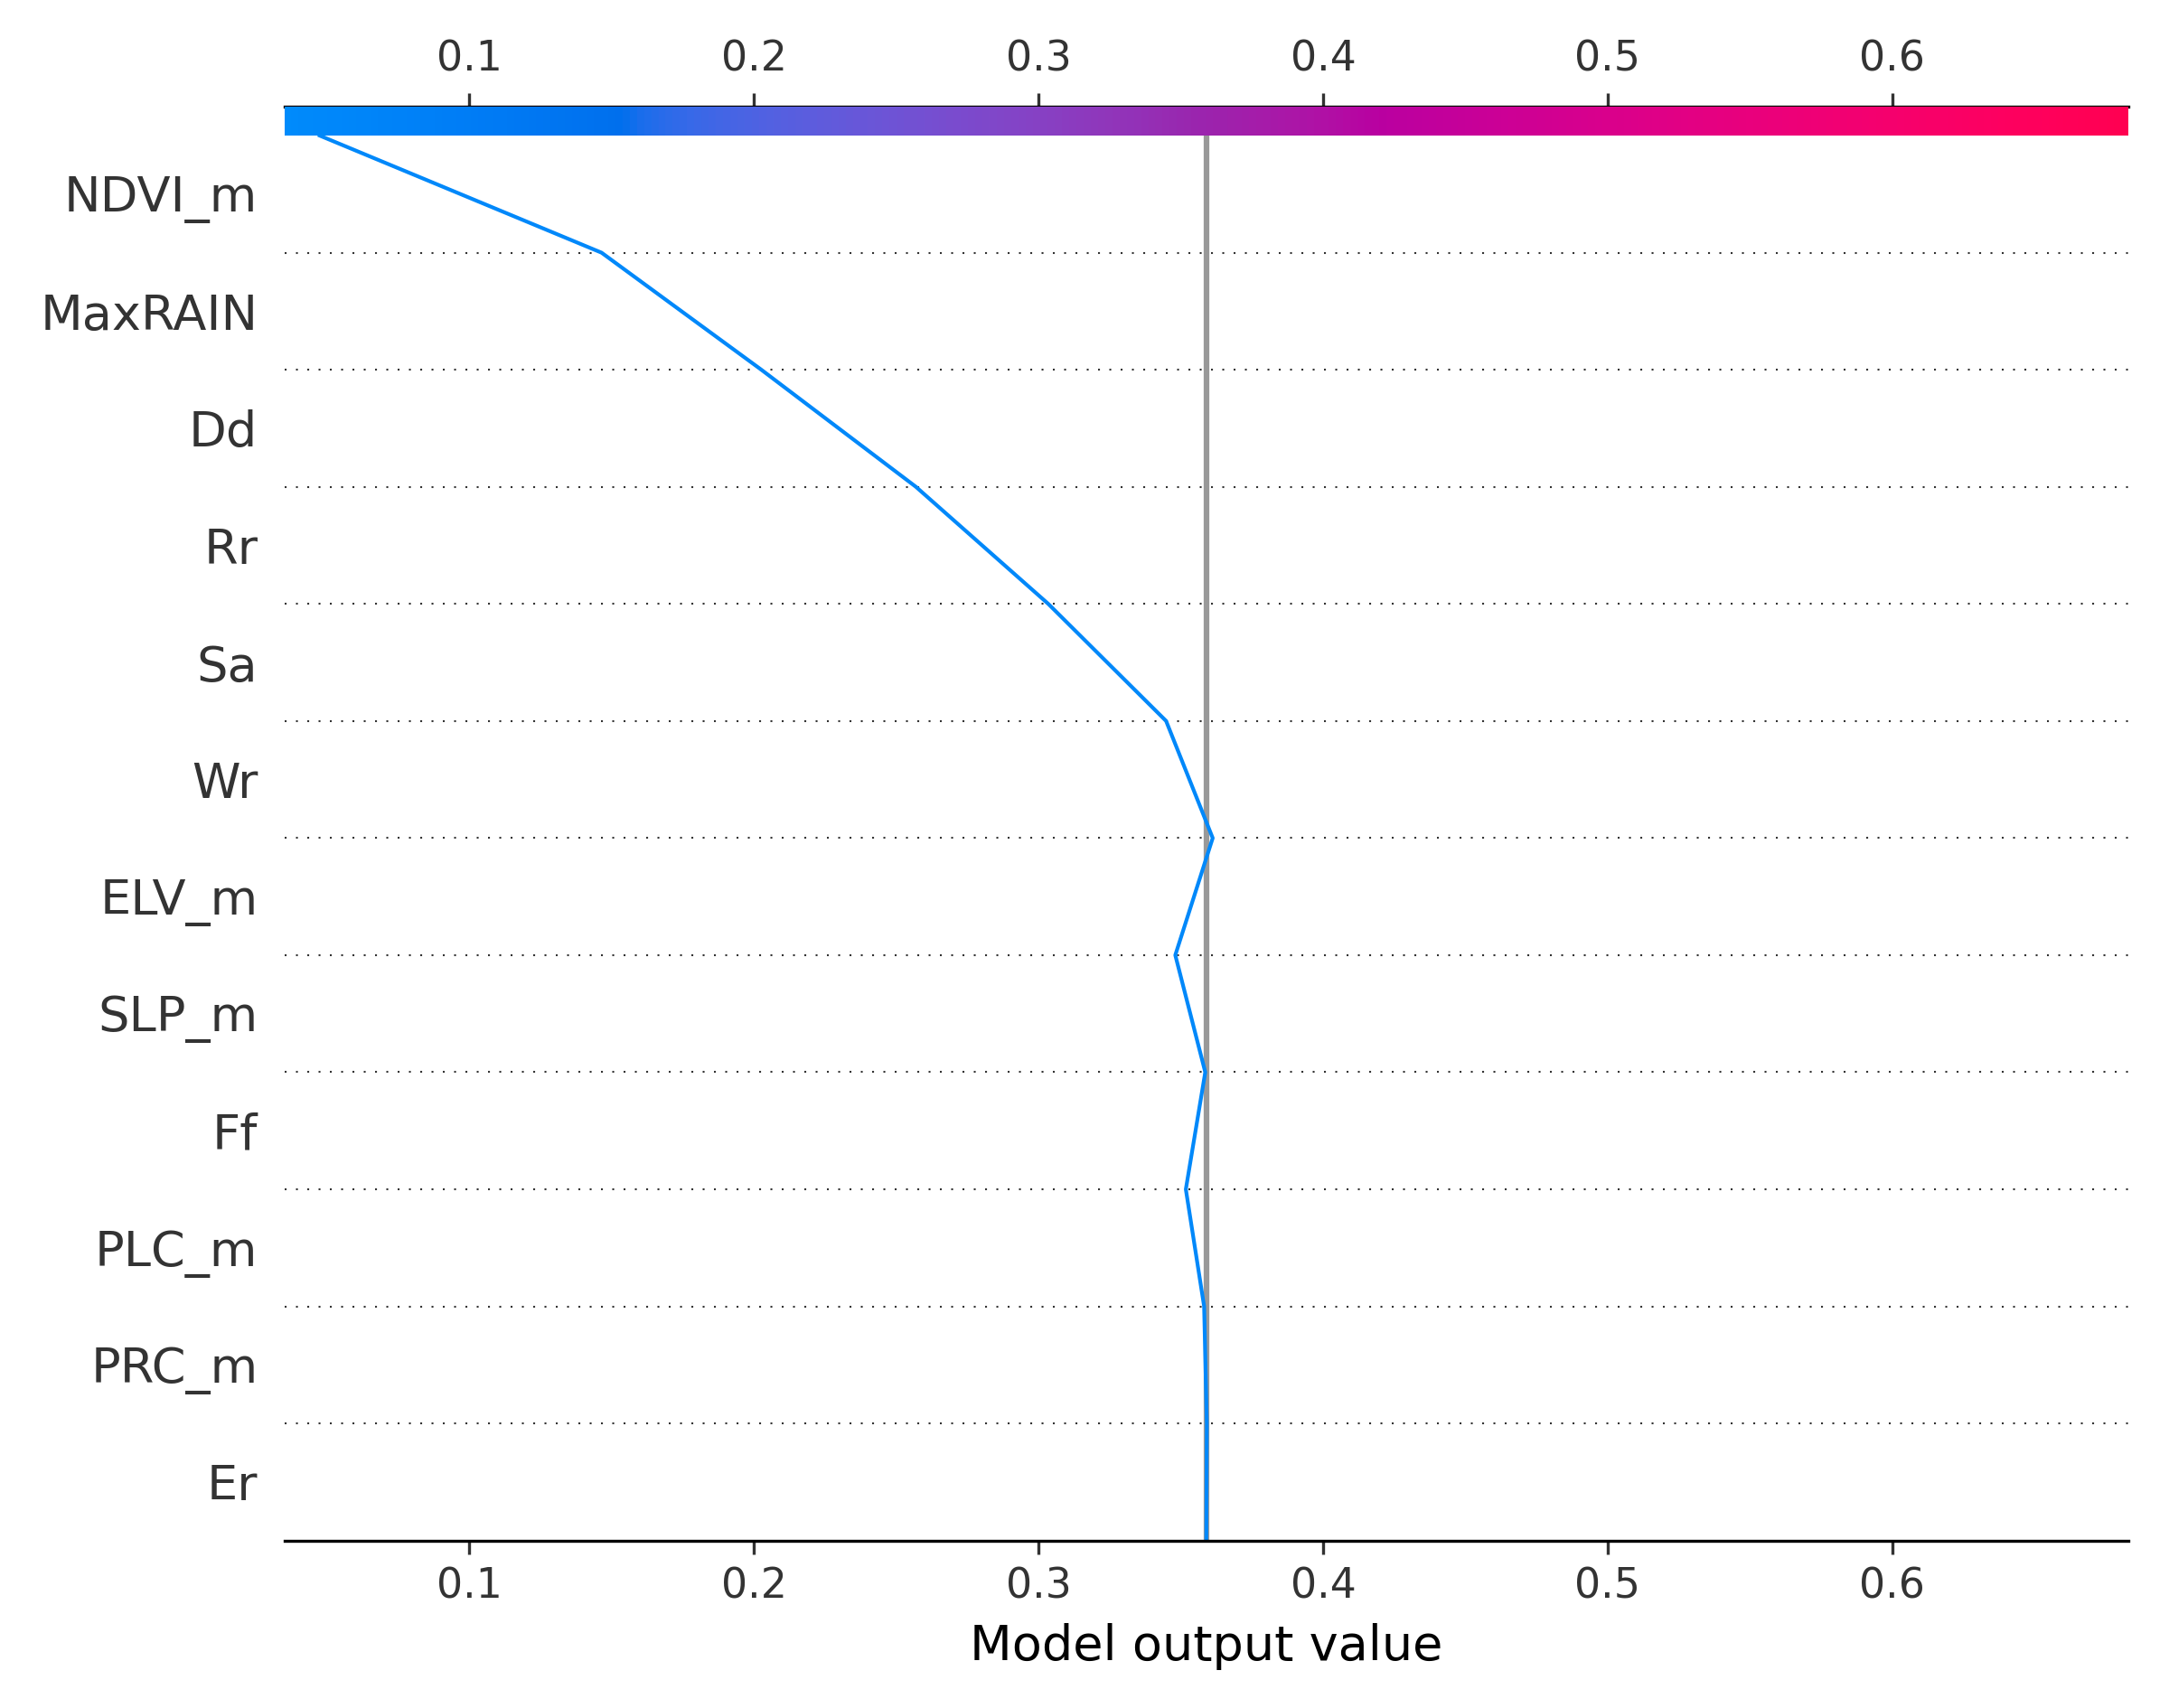 0.1 0.2 0.3 0.4 0.5 0.6
NDVI_m
MaxRAIN
Dd
Rr
Sa
Wr
ELV_m
SLP_m
Ff
PLC_m
PRC_m
Er
0.1 0.2 0.3 0.4 0.5 0.6
Model output value